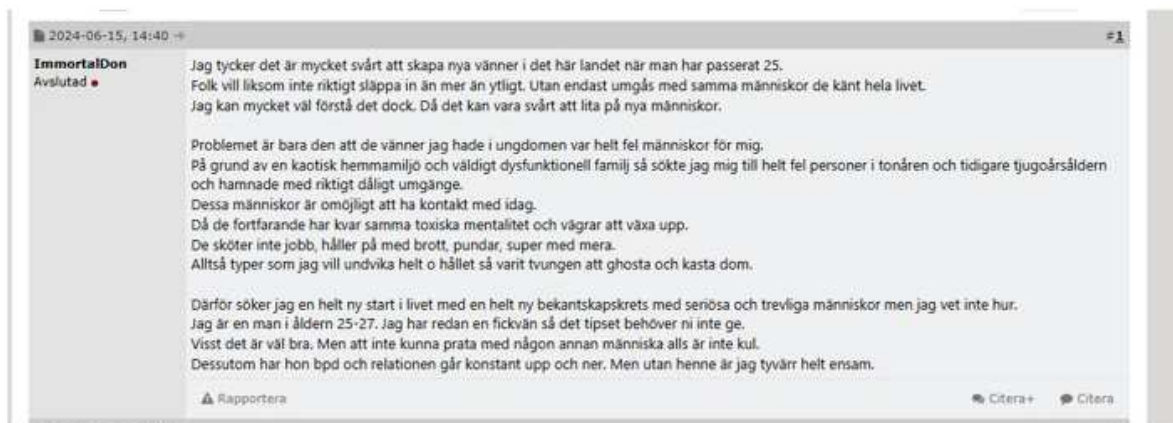 2024-06-15, 14:40
#1
ImmortalDon
Avslutad
Jag tycker det är mycket svårt att skapa nya vänner i det här landet när man har passerat 25.
Folk vill liksom inte riktigt släppa in än mer än ytligt. Utan endast umgås med samma människor de känt hela livet.
Jag kan mycket väl förstå det dock. Då det kan vara svårt att lita på nya människor.
Problemet är bara den att de vänner jag hade i ungdomen var helt fel människor för mig.
På grund av en kaotisk hemmamiljö och väldigt dysfunktionell familj så sökte jag mig till helt fel personer i tonåren och tidigare tjugoårsåldern
och hamnade med riktigt dåligt umgänge.
Dessa människor är omöjligt att ha kontakt med idag.
Då de fortfarande har kvar samma toxiska mentalitet och vägrar att växa upp.
De sköter inte jobb, håller på med brott, pundar, super med mera.
Alltså typer som jag vill undvika helt o hållet så varit tvungen att ghosta och kasta dom.
Därför söker jag en helt ny start i livet med en helt ny bekantskapskrets med seriösa och trevliga människor men jag vet inte hur.
Jag är en man i åldern 25-27. Jag har redan en fickvän så det tipset behöver ni inte ge.
Visst det är väl bra. Men att inte kunna prata med någon annan människa alls är inte kul.
Dessutom har hon bpd och relationen går konstant upp och ner. Men utan henne är jag tyvärr helt ensam.
Rapportera
Citera+
Citera